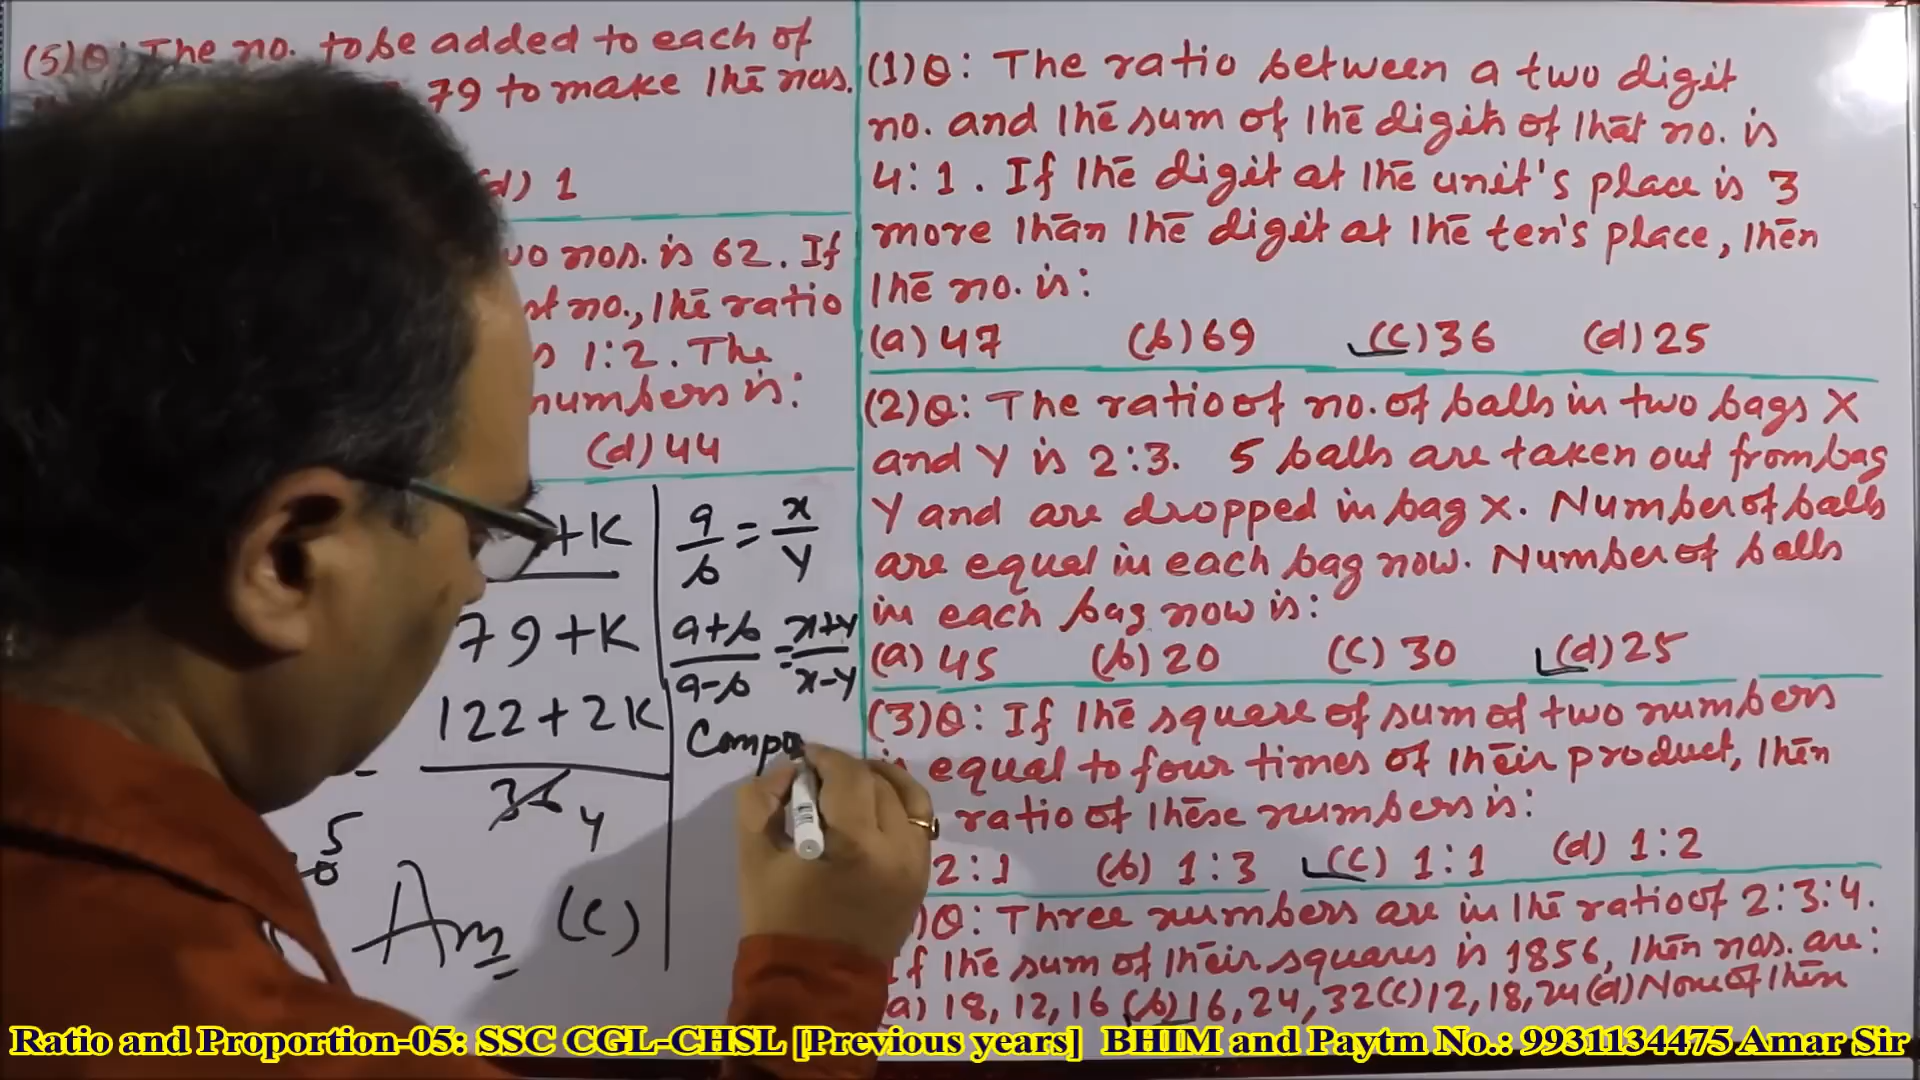 (5)Q: The no. to be added to each of
79 to make the nos.
(d) 1
nos. is 62. If
no., the ratio
1:2. The
numbers is:
(d) 44
+K
79+K
122+2K
36 4
5
Ans (c)
a/b = x/y
a+b/a-b = x+y/x-y
Compo
(1)Q: The ratio between a two digit
no. and the sum of the digits of that no. is
4:1. If the digit at the unit's place is 3
more than the digit at the ten's place, then
the no. is:
(a) 47 (b) 69 (c) 36 (d) 25
(2)Q: The ratio of no. of balls in two bags X
and Y is 2:3. 5 balls are taken out from bag
Y and are dropped in bag X. Number of balls
are equal in each bag now. Number of balls
in each bag now is:
(a) 45 (b) 20 (c) 30 (d) 25
(3)Q: If the square of sum of two numbers
is equal to four times of their product, then
ratio of these numbers is:
2:1 (b) 1:3 (c) 1:1 (d) 1:2
)Q: Three numbers are in the ratio of 2:3:4.
If the sum of their squares is 1856, then nos. are:
(a) 18, 12, 16 (b) 16, 24, 32 (c) 12, 18, 24 (d) None of them
Ratio and Proportion-05: SSC CGL-CHSL [Previous years] BHIM and Paytm No.: 9931134475 Amar Sir